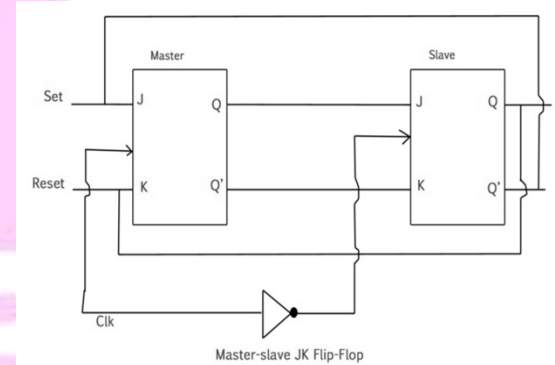 Master Slave
Set J Q J Q
Reset K Q' K Q'
Clk
Master-slave JK Flip-Flop